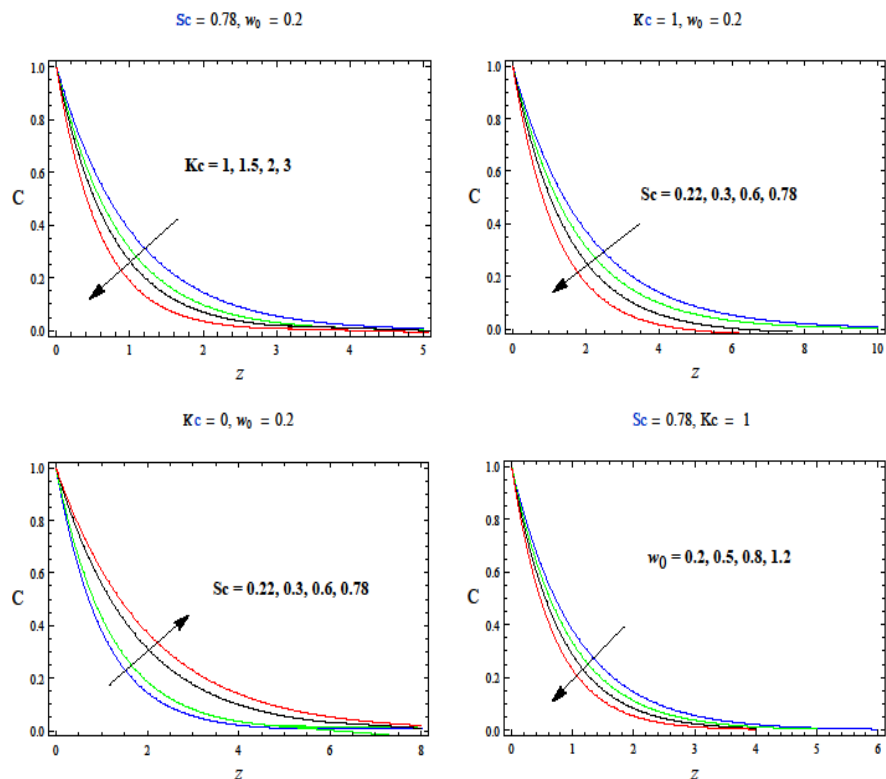 Sc = 0.78, w₀ = 0.2
1.0
0.8
0.6
0.4
0.2
0.0
C
Kc = 1, 1.5, 2, 3
0 1 2 3 4 5
z
Kc = 1, w₀ = 0.2
1.0
0.8
0.6
0.4
0.2
0.0
C
Sc = 0.22, 0.3, 0.6, 0.78
0 2 4 6 8 10
z
Kc = 0, w₀ = 0.2
1.0
0.8
0.6
0.4
0.2
0.0
C
Sc = 0.22, 0.3, 0.6, 0.78
0 2 4 6 8
z
Sc = 0.78, Kc = 1
1.0
0.8
0.6
0.4
0.2
0.0
C
w₀ = 0.2, 0.5, 0.8, 1.2
0 1 2 3 4 5 6
z